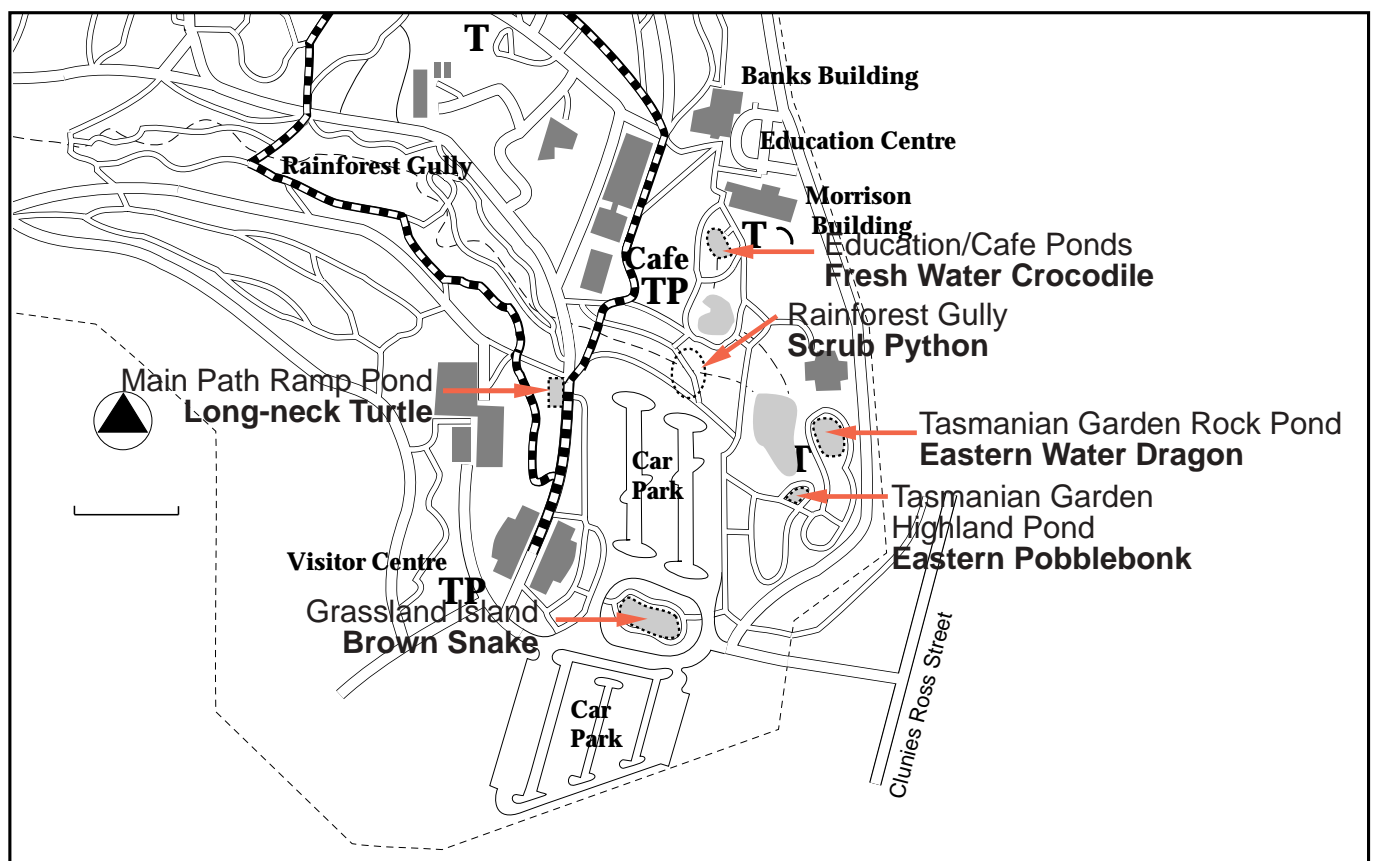 T
Banks Building
Education Centre
Rainforest Gully
Morrison
Building
T
Education/Cafe Ponds
Fresh Water Crocodile
Cafe
TP
Rainforest Gully
Scrub Python
Main Path Ramp Pond
Long-neck Turtle
Tasmanian Garden Rock Pond
Eastern Water Dragon
T
Car
Park
Tasmanian Garden
Highland Pond
Eastern Pobblebonk
Visitor Centre
TP
Grassland Island
Brown Snake
Clunies Ross Street
Car
Park